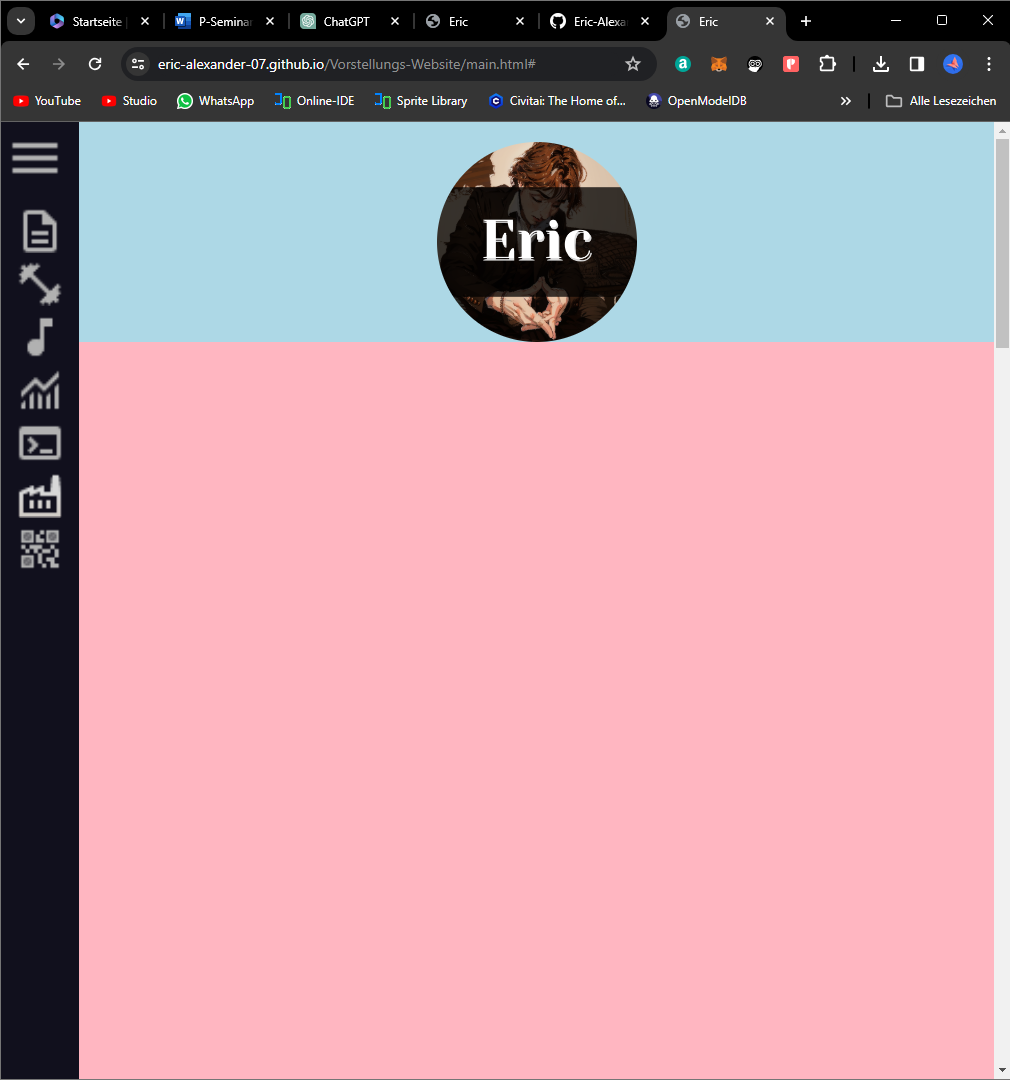 Startseite
P-Seminar
ChatGPT
Eric
Eric-Alexa
Eric
eric-alexander-07.github.io/Vorstellungs-Website/main.html#
YouTube
Studio
WhatsApp
Online-IDE
Sprite Library
Civitai: The Home of...
OpenModelDB
Alle Lesezeichen
Eric